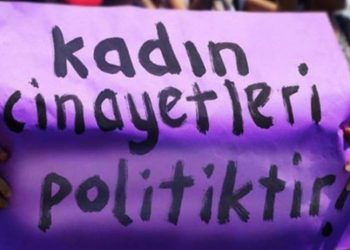 kadın
cinayetleri
politiktir!